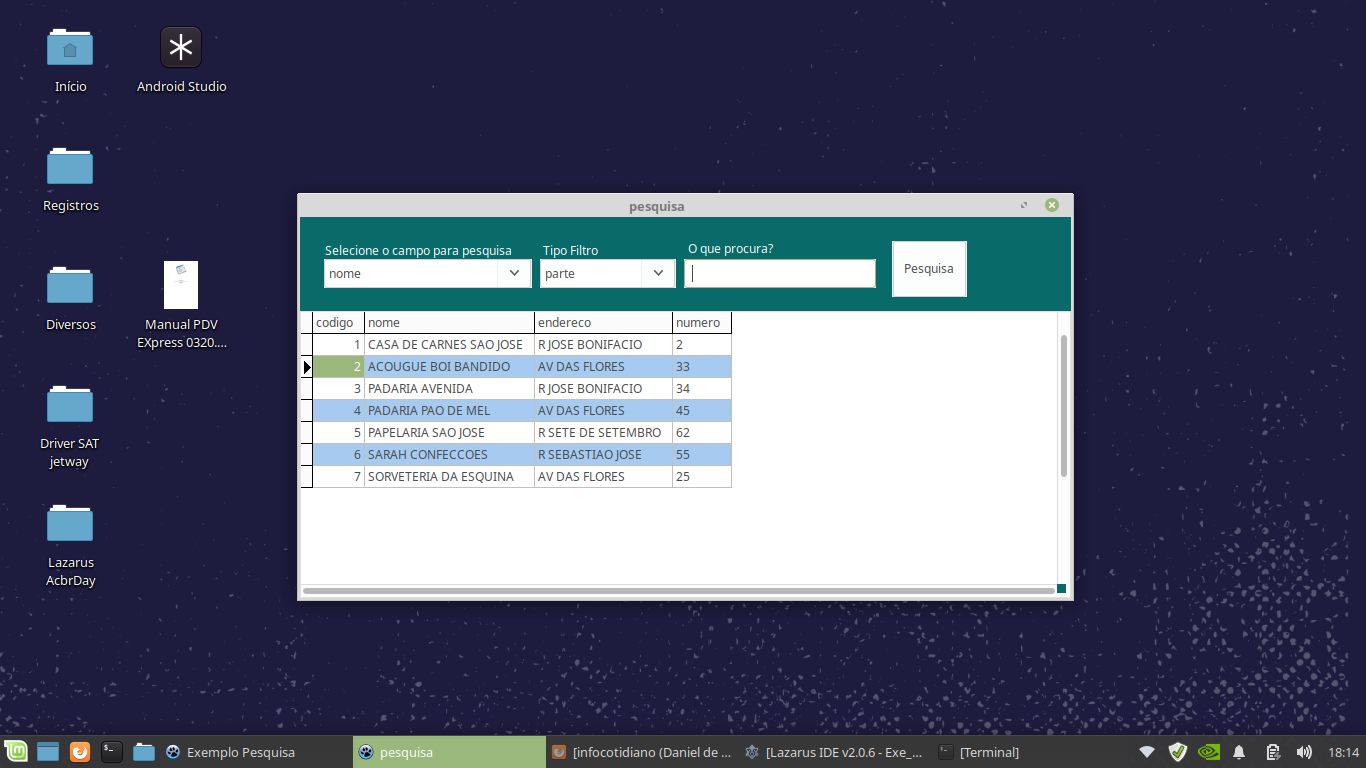 Início
Android Studio
Registros
Diversos
Manual PDV
EXpress 0320....
Driver SAT
jetway
Lazarus
AcbrDay
pesquisa
Selecione o campo para pesquisa
Tipo Filtro
O que procura?
nome
parte
Pesquisa
codigo nome endereco numero
1 CASA DE CARNES SAO JOSE R JOSE BONIFACIO 2
2 ACOUGUE BOI BANDIDO AV DAS FLORES 33
3 PADARIA AVENIDA R JOSE BONIFACIO 34
4 PADARIA PAO DE MEL AV DAS FLORES 45
5 PAPELARIA SAO JOSE R SETE DE SETEMBRO 62
6 SARAH CONFECCOES R SEBASTIAO JOSE 55
7 SORVETERIA DA ESQUINA AV DAS FLORES 25
Exemplo Pesquisa
pesquisa
[infocotidiano (Daniel de ...
[Lazarus IDE v2.0.6 - Exe_...
[Terminal]
18:14